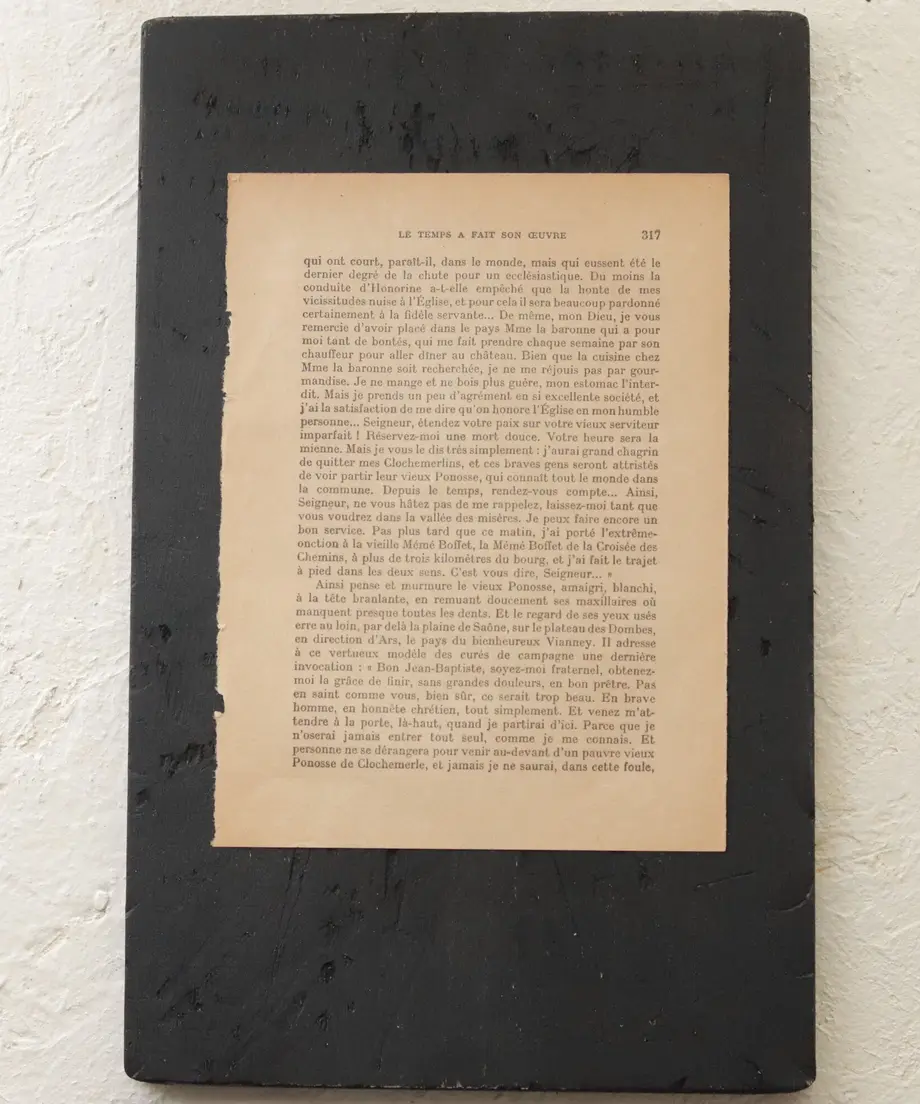 LE TEMPS A FAIT SON ŒUVRE 317
qui ont court, paraît-il, dans le monde, mais qui eussent été le
dernier degré de la chute pour un ecclésiastique. Du moins la
conduite d'Honorine a-t-elle empêché que la honte de mes
vicissitudes nuise à l'Église, et pour cela il sera beaucoup pardonné
certainement à la fidèle servante... De même, mon Dieu, je vous
remercie d'avoir placé dans le pays Mme la baronne qui a pour
moi tant de bontés, qui me fait prendre chaque semaine par son
chauffeur pour aller dîner au château. Bien que la cuisine chez
Mme la baronne soit recherchée, je ne me réjouis pas par gour-
mandise. Je ne mange et ne bois plus guère, mon estomac l'inter-
dit. Mais je prends un peu d'agrément en si excellente société, et
j'ai la satisfaction de me dire qu'on honore l'Église en mon humble
personne... Seigneur, étendez votre paix sur votre vieux serviteur
imparfait ! Réservez-moi une mort douce. Votre heure sera la
mienne. Mais je vous le dis très simplement : j'aurai grand chagrin
de quitter mes Clochemerlins, et ces braves gens seront attristés
de voir partir leur vieux Ponosse, qui connaît tout le monde dans
la commune. Depuis le temps, rendez-vous compte... Ainsi,
Seigneur, ne vous hâtez pas de me rappelez, laissez-moi tant que
vous voudrez dans la vallée des misères. Je peux faire encore un
bon service. Pas plus tard que ce matin, j'ai porté l'extrême-
onction à la vieille Mémé Boffet, la Mémé Boffet de la Croisée des
Chemins, à plus de trois kilomètres du bourg, et j'ai fait le trajet
à pied dans les deux sens. C'est vous dire, Seigneur... »
Ainsi pense et murmure le vieux Ponosse, amaigri, blanchi,
à la tête branlante, en remuant doucement ses maxillaires où
manquent presque toutes les dents. Et le regard de ses yeux usés
erre au loin, par delà la plaine de Saône, sur le plateau des Dombes,
en direction d'Ars, le pays du bienheureux Vianney. Il adresse
à ce vertueux modèle des curés de campagne une dernière
invocation : « Bon Jean-Baptiste, soyez-moi fraternel, obtenez-
moi la grâce de finir, sans grandes douleurs, en bon prêtre. Pas
en saint comme vous, bien sûr, ce serait trop beau. En brave
homme, en honnête chrétien, tout simplement. Et venez m'at-
tendre à la porte, là-haut, quand je partirai d'ici. Parce que je
n'oserai jamais entrer tout seul, comme je me connais. Et
personne ne se dérangera pour venir au-devant d'un pauvre vieux
Ponosse de Clochemerle, et jamais je ne saurai, dans cette foule,